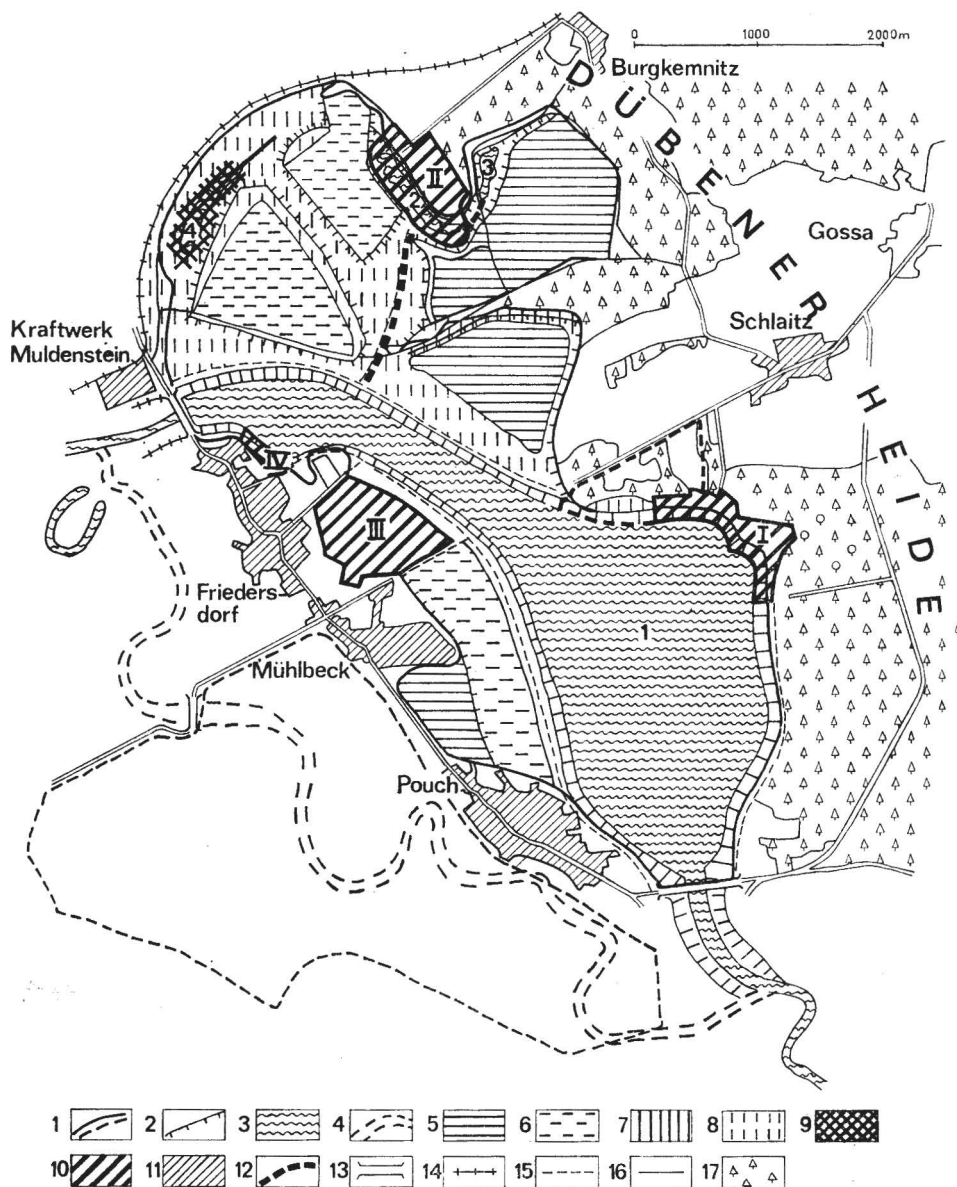 0 1000 2000m
Burgkemnitz
DÜBENER HEIDE
II
3
2
4
Gossa
Schlaitz
Kraftwerk
Muldenstein
IV
III
I
Frieders-
dorf
1
Mühlbeck
Pouch
1 2 3 4 5 6 7 8 9
10 11 12 13 14 15 16 17